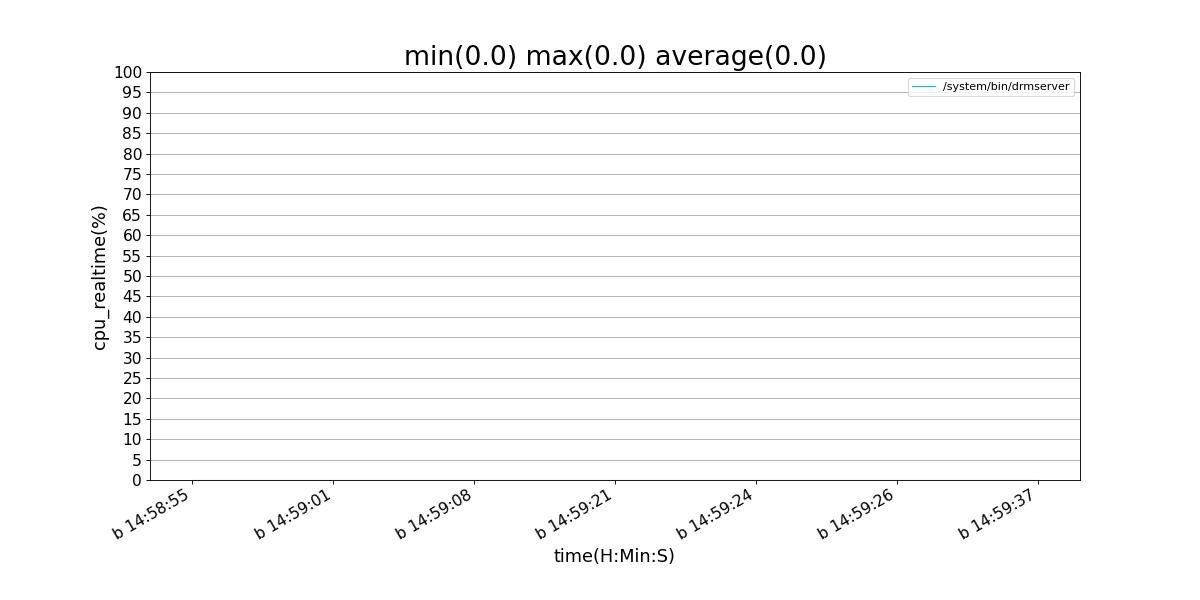 min(0.0) max(0.0) average(0.0)
/system/bin/drmserver
cpu_realtime(%)
100
95
90
85
80
75
70
65
60
55
50
45
40
35
30
25
20
15
10
5
0
b 14:58:55
b 14:59:01
b 14:59:08
b 14:59:21
b 14:59:24
b 14:59:26
b 14:59:37
time(H:Min:S)